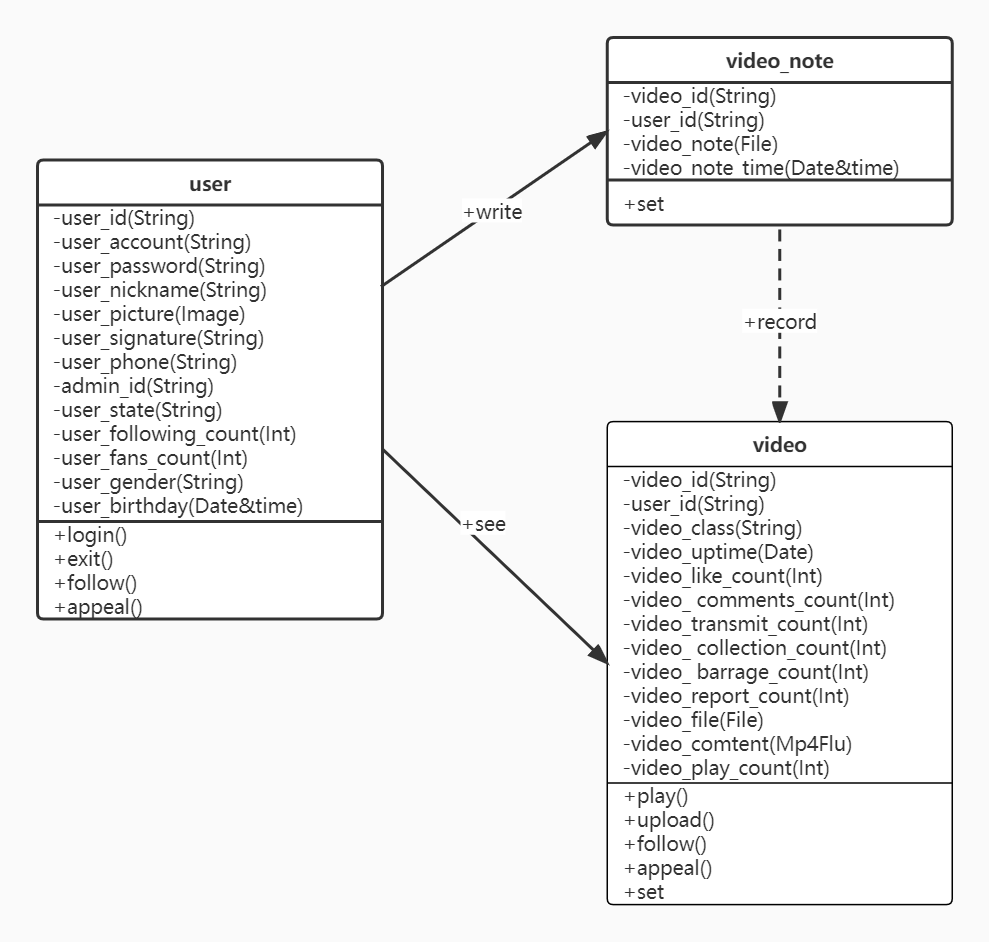 video_note
-video_id(String)
-user_id(String)
-video_note(File)
-video_note_time(Date&time)
+set
user
-user_id(String)
-user_account(String)
-user_password(String)
-user_nickname(String)
-user_picture(Image)
-user_signature(String)
-user_phone(String)
-admin_id(String)
-user_state(String)
-user_following_count(Int)
-user_fans_count(Int)
-user_gender(String)
-user_birthday(Date&time)
+login()
+exit()
+follow()
+appeal()
+write
+record
+see
video
-video_id(String)
-user_id(String)
-video_class(String)
-video_uptime(Date)
-video_like_count(Int)
-video_ comments_count(Int)
-video_transmit_count(Int)
-video_ collection_count(Int)
-video_ barrage_count(Int)
-video_report_count(Int)
-video_file(File)
-video_comtent(Mp4Flu)
-video_play_count(Int)
+play()
+upload()
+follow()
+appeal()
+set